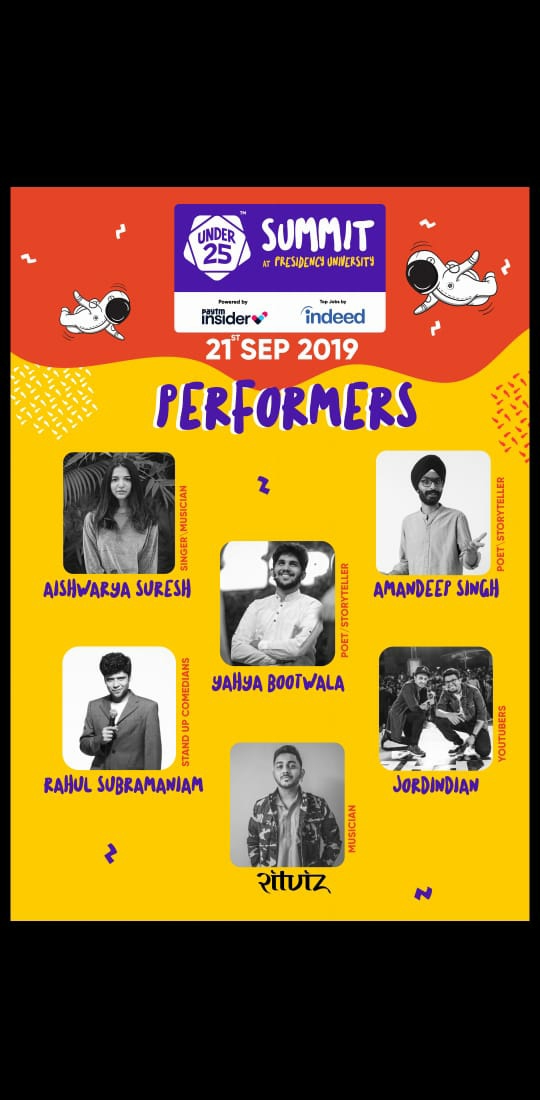 UNDER
25
™
SUMMIT
AT PRESIDENCY UNIVERSITY
Powered by
paytm
insider
Top Jobs by
indeed
21ST SEP 2019
PERFORMERS
SINGER\MUSICIAN
AISHWARYA SURESH
POET\STORYTELLER
AMANDEEP SINGH
POET/STORYTELLER
YAHYA BOOTWALA
STAND UP COMEDIANS
RAHUL SUBRAMANIAM
YOUTUBERS
JORDINDIAN
MUSICIAN
रitviz